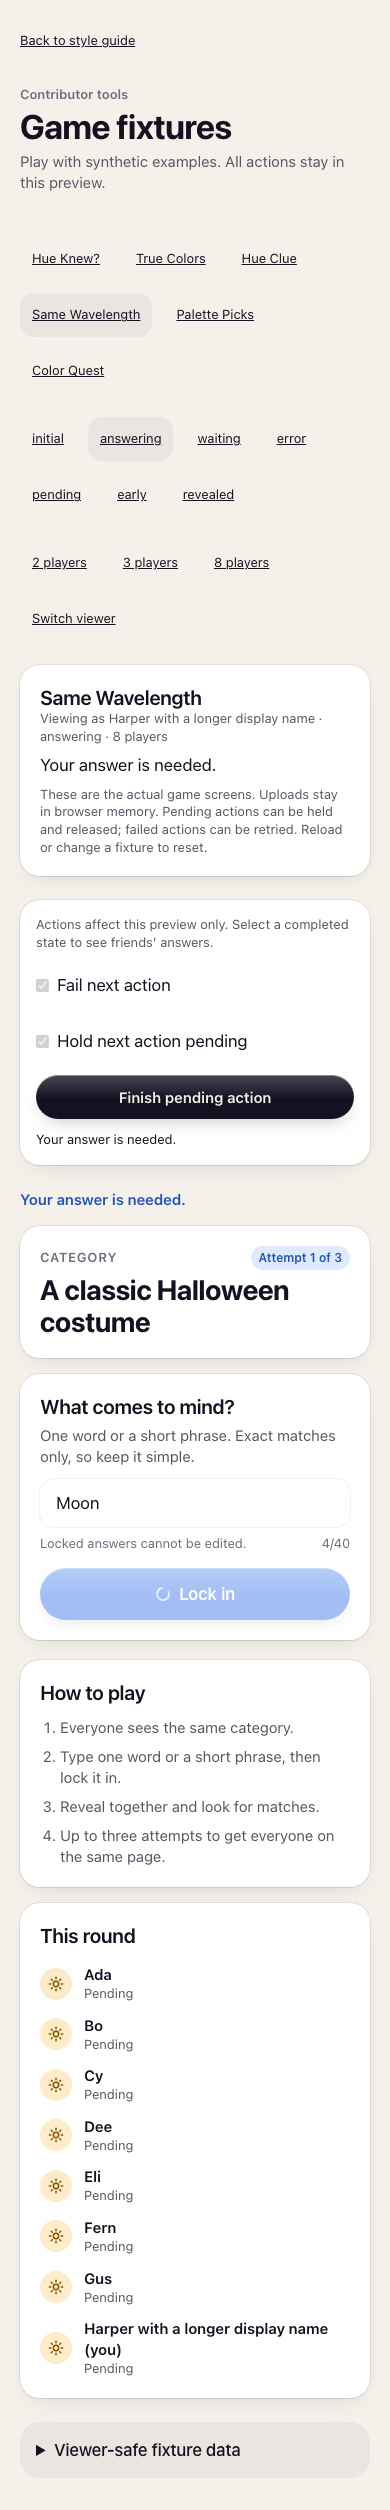 Back to style guide
Contributor tools
Game fixtures
Play with synthetic examples. All actions stay in
this preview.
Hue Knew? True Colors Hue Clue
Same Wavelength Palette Picks
Color Quest
initial answering waiting error
pending early revealed
2 players 3 players 8 players
Switch viewer
Same Wavelength
Viewing as Harper with a longer display name ·
answering · 8 players
Your answer is needed.
These are the actual game screens. Uploads stay
in browser memory. Pending actions can be held
and released; failed actions can be retried. Reload
or change a fixture to reset.
Actions affect this preview only. Select a completed
state to see friends’ answers.
Fail next action
Hold next action pending
Finish pending action
Your answer is needed.
Your answer is needed.
CATEGORY Attempt 1 of 3
A classic Halloween
costume
What comes to mind?
One word or a short phrase. Exact matches
only, so keep it simple.
Moon
Locked answers cannot be edited. 4/40
Lock in
How to play
1. Everyone sees the same category.
2. Type one word or a short phrase, then
lock it in.
3. Reveal together and look for matches.
4. Up to three attempts to get everyone on
the same page.
This round
Ada
Pending
Bo
Pending
Cy
Pending
Dee
Pending
Eli
Pending
Fern
Pending
Gus
Pending
Harper with a longer display name
(you)
Pending
Viewer-safe fixture data